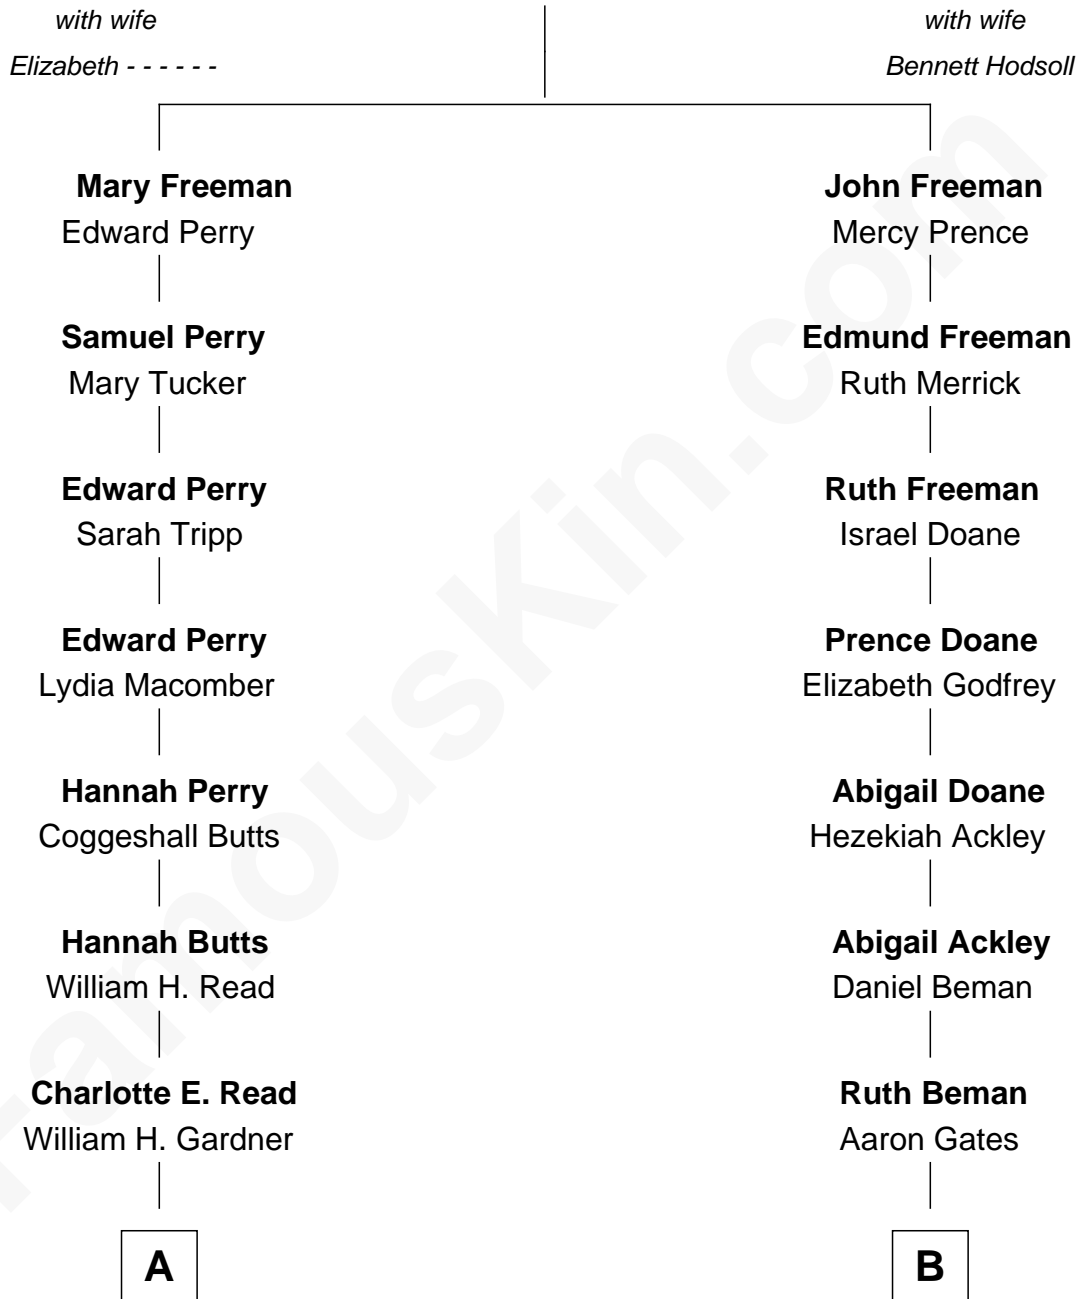 with wife
Elizabeth - - - - - -
with wife
Bennett Hodsoll
Mary Freeman
Edward Perry
John Freeman
Mercy Prence
Samuel Perry
Mary Tucker
Edmund Freeman
Ruth Merrick
Edward Perry
Sarah Tripp
Ruth Freeman
Israel Doane
Edward Perry
Lydia Macomber
Prence Doane
Elizabeth Godfrey
Hannah Perry
Coggeshall Butts
Abigail Doane
Hezekiah Ackley
Hannah Butts
William H. Read
Abigail Ackley
Daniel Beman
Charlotte E. Read
William H. Gardner
Ruth Beman
Aaron Gates
A
B
FamousKin.com